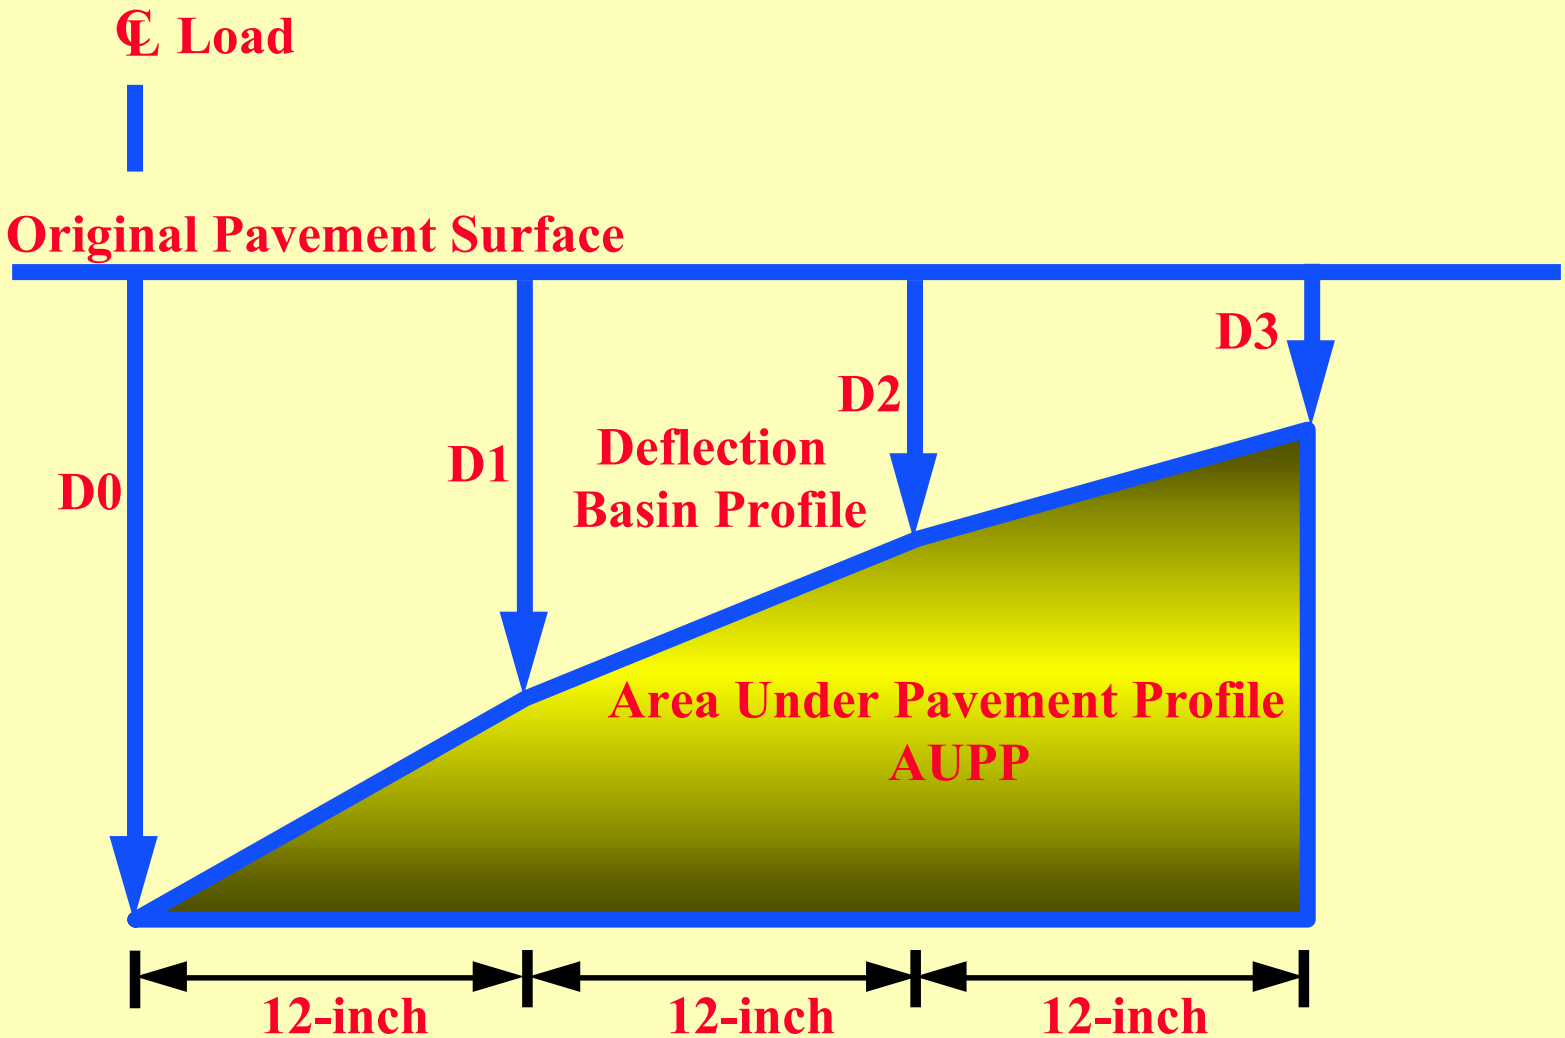 ℄ Load
Original Pavement Surface
D0
D1
D2
D3
Deflection
Basin Profile
Area Under Pavement Profile
AUPP
12-inch
12-inch
12-inch